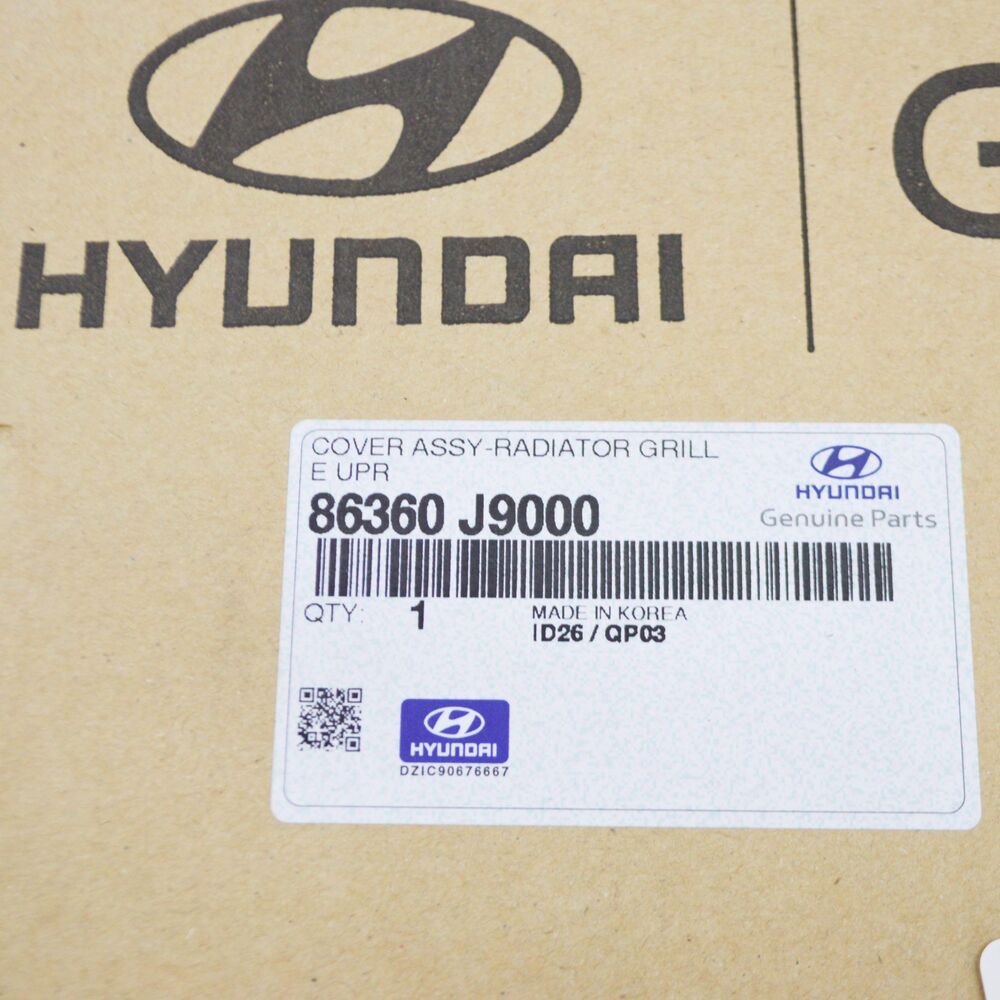 HYUNDAI
G
COVER ASSY-RADIATOR GRILL
E UPR
86360 J9000
HYUNDAI
Genuine Parts
QTY: 1
MADE IN KOREA
ID26 / QP03
HYUNDAI
DZIC90676667